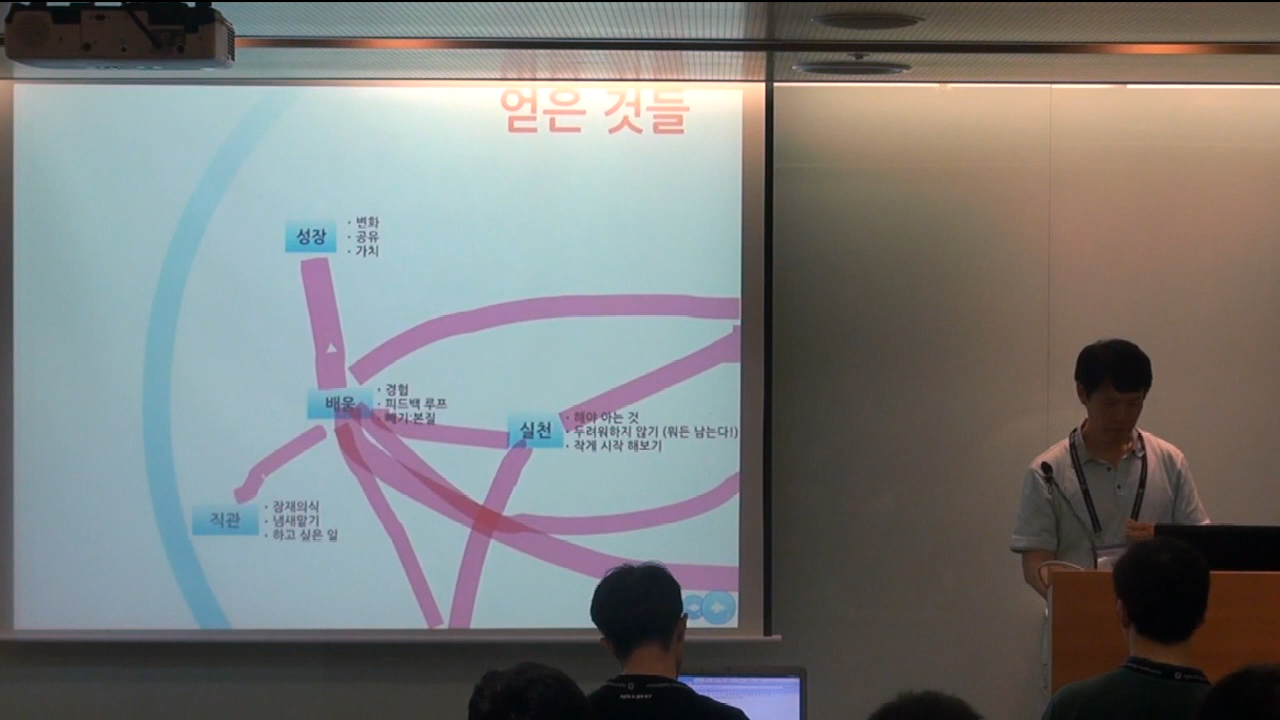 얻은 것들
성장
· 변화
· 공유
· 가치
배움
· 경험
· 피드백 루프
· 빼기:본질
실천
· 해야 아는 것
· 두려워하지 않기 (뭐든 남는다!)
· 작게 시작 해보기
직관
· 잠재의식
· 냄새맡기
· 하고 싶은 일